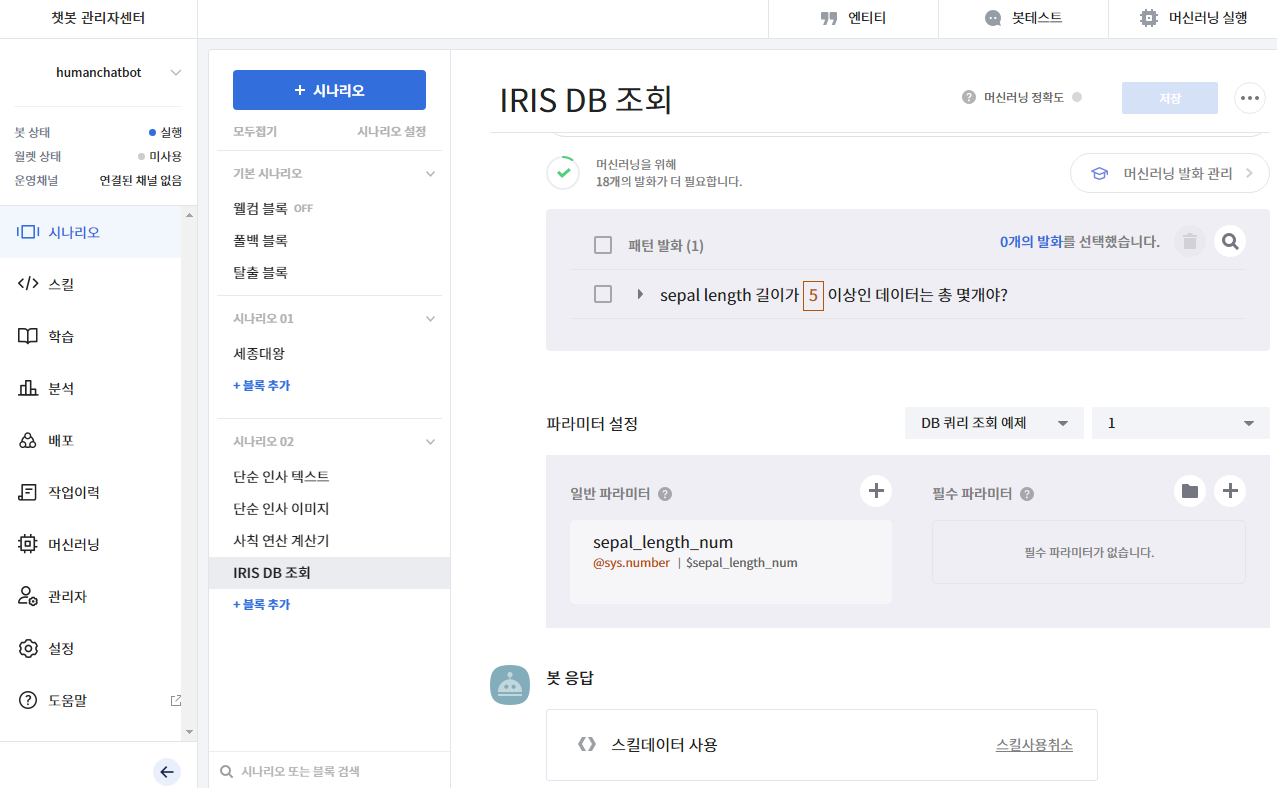 챗봇 관리자센터
엔티티
봇테스트
머신러닝 실행
humanchatbot
봇 상태
실행
월렛 상태
미사용
운영채널
연결된 채널 없음
시나리오
스킬
학습
분석
배포
작업이력
머신러닝
관리자
설정
도움말
+ 시나리오
모두접기
시나리오 설정
기본 시나리오
웰컴 블록 OFF
폴백 블록
탈출 블록
시나리오 01
세종대왕
+ 블록 추가
시나리오 02
단순 인사 텍스트
단순 인사 이미지
사칙 연산 계산기
IRIS DB 조회
+ 블록 추가
시나리오 또는 블록 검색
IRIS DB 조회
머신러닝 정확도
저장
머신러닝을 위해
18개의 발화가 더 필요합니다.
머신러닝 발화 관리
패턴 발화 (1)
0개의 발화를 선택했습니다.
sepal length 길이가 5 이상인 데이터는 총 몇개야?
파라미터 설정
DB 쿼리 조회 예제
1
일반 파라미터
필수 파라미터
sepal_length_num
@sys.number | $sepal_length_num
필수 파라미터가 없습니다.
봇 응답
스킬데이터 사용
스킬사용취소